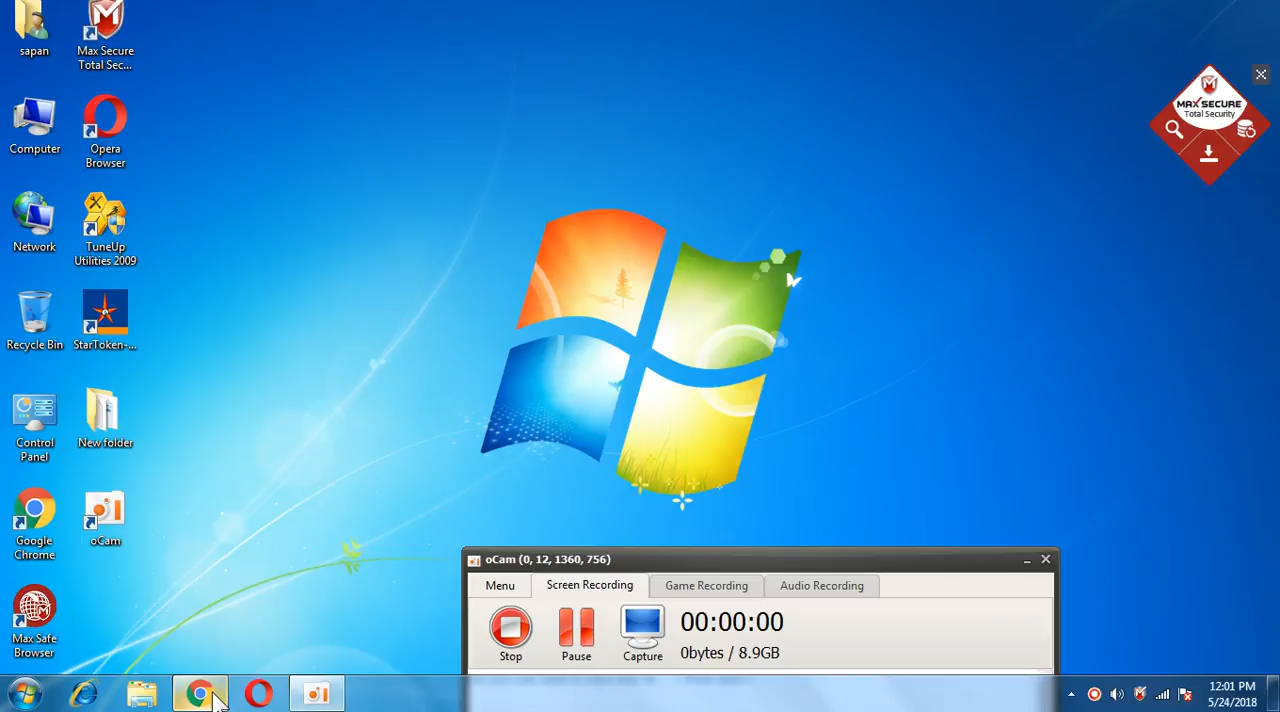 sapan
Max Secure
Total Sec...
Computer
Opera
Browser
Network
TuneUp
Utilities 2009
Recycle Bin
StarToken-...
Control
Panel
New folder
Google
Chrome
oCam
Max Safe
Browser
MAX SECURE
Total Security
oCam (0, 12, 1360, 756)
Menu
Screen Recording
Game Recording
Audio Recording
Stop
Pause
Capture
00:00:00
0bytes / 8.9GB
12:01 PM
5/24/2018